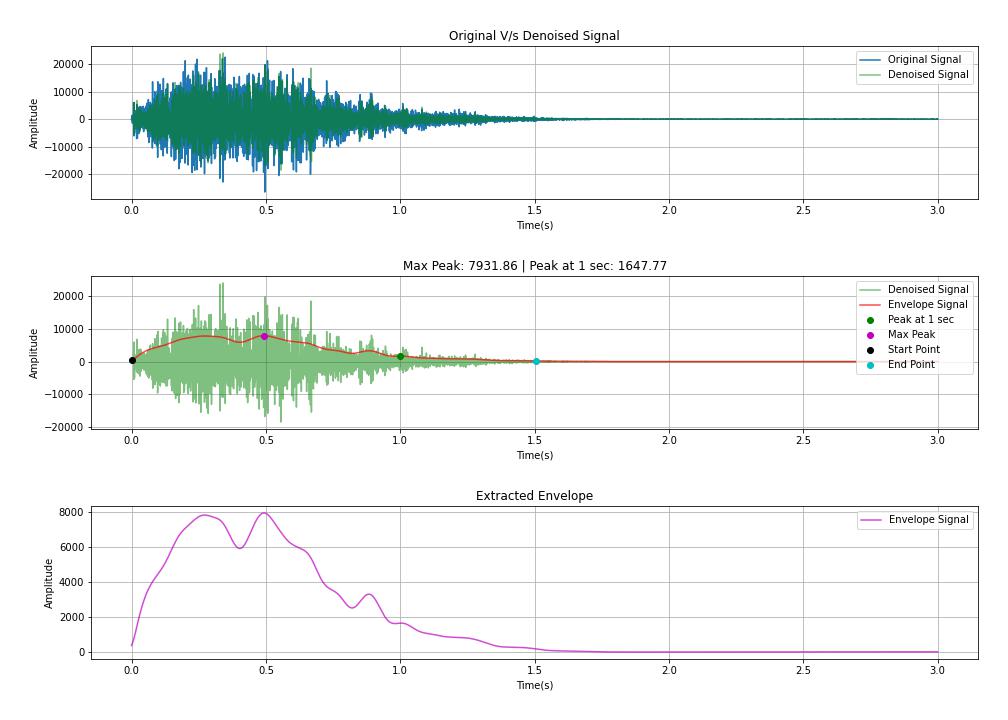 Original V/s Denoised Signal
20000
10000
0
−10000
−20000
Amplitude
Original Signal
Denoised Signal
0.0 0.5 1.0 1.5 2.0 2.5 3.0
Time(s)
Max Peak: 7931.86 | Peak at 1 sec: 1647.77
20000
10000
0
−10000
−20000
Amplitude
Denoised Signal
Envelope Signal
Peak at 1 sec
Max Peak
Start Point
End Point
0.0 0.5 1.0 1.5 2.0 2.5 3.0
Time(s)
Extracted Envelope
8000
6000
4000
2000
0
Amplitude
Envelope Signal
0.0 0.5 1.0 1.5 2.0 2.5 3.0
Time(s)